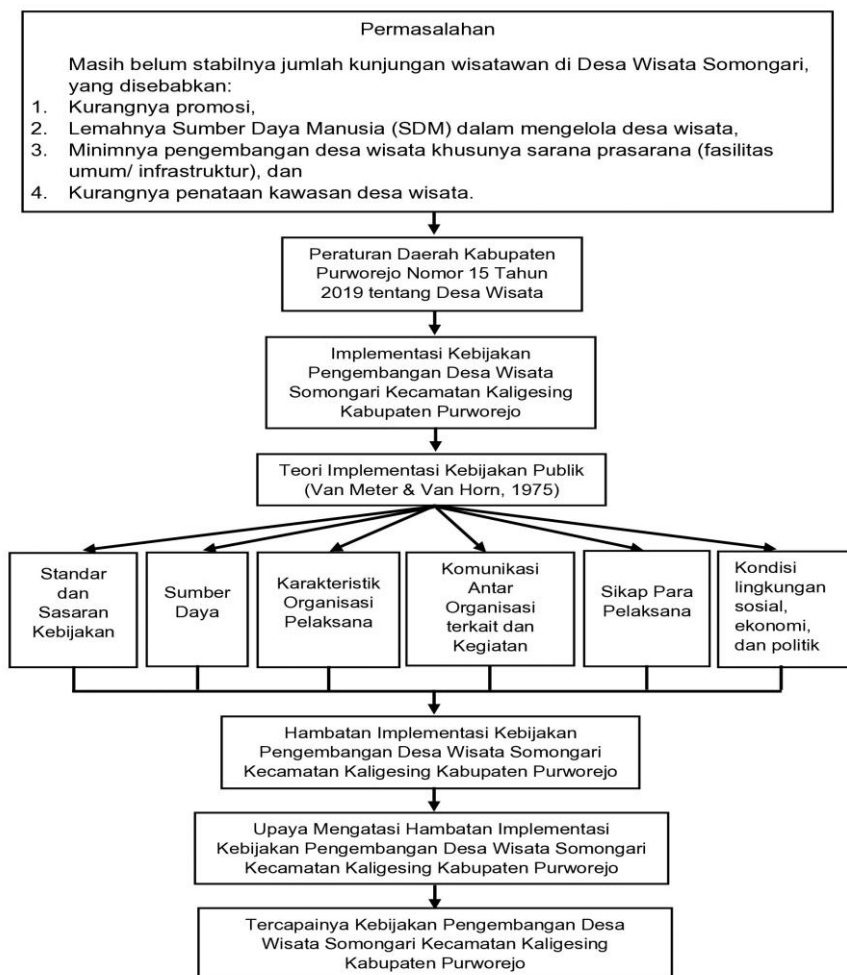 Permasalahan
Masih belum stabilnya jumlah kunjungan wisatawan di Desa Wisata Somongari,
yang disebabkan:
1. Kurangnya promosi,
2. Lemahnya Sumber Daya Manusia (SDM) dalam mengelola desa wisata,
3. Minimnya pengembangan desa wisata khusunya sarana prasarana (fasilitas
umum/ infrastruktur), dan
4. Kurangnya penataan kawasan desa wisata.
Peraturan Daerah Kabupaten
Purworejo Nomor 15 Tahun
2019 tentang Desa Wisata
Implementasi Kebijakan
Pengembangan Desa Wisata
Somongari Kecamatan Kaligesing
Kabupaten Purworejo
Teori Implementasi Kebijakan Publik
(Van Meter & Van Horn, 1975)
Standar
dan
Sasaran
Kebijakan
Sumber
Daya
Karakteristik
Organisasi
Pelaksana
Komunikasi
Antar
Organisasi
terkait dan
Kegiatan
Sikap Para
Pelaksana
Kondisi
lingkungan
sosial,
ekonomi,
dan politik
Hambatan Implementasi Kebijakan
Pengembangan Desa Wisata Somongari
Kecamatan Kaligesing Kabupaten Purworejo
Upaya Mengatasi Hambatan Implementasi
Kebijakan Pengembangan Desa Wisata Somongari
Kecamatan Kaligesing Kabupaten Purworejo
Tercapainya Kebijakan Pengembangan Desa
Wisata Somongari Kecamatan Kaligesing
Kabupaten Purworejo